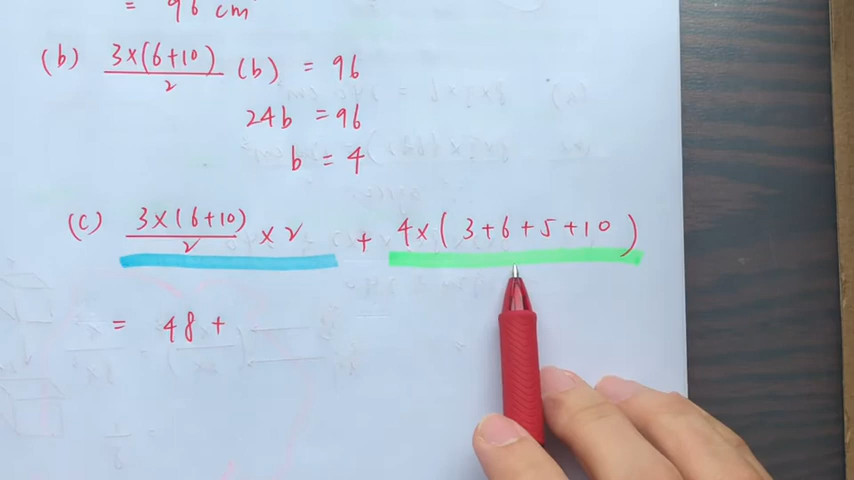 = 96 cm
(b) 3×(6+10)/2 (b) = 96
24b = 96
b = 4
(c) 3×(6+10)/2 × 2 + 4×(3+6+5+10)
= 48 +